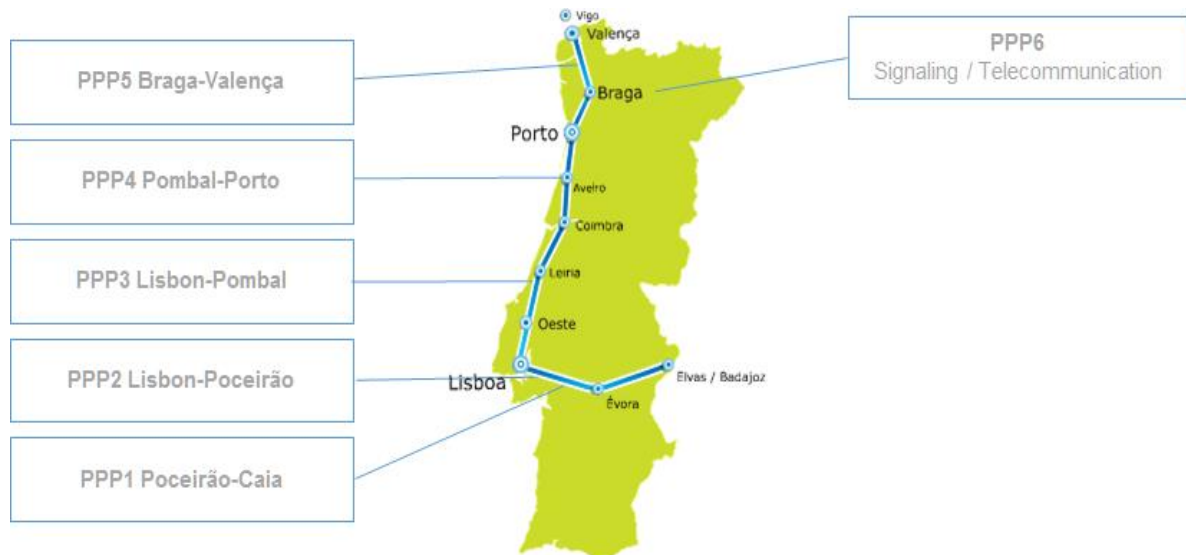 Vigo
Valença
PPP5 Braga-Valença
PPP6
Signaling / Telecommunication
Braga
Porto
PPP4 Pombal-Porto
Aveiro
Coimbra
PPP3 Lisbon-Pombal
Leiria
Oeste
PPP2 Lisbon-Poceirão
Lisboa
Elvas / Badajoz
Évora
PPP1 Poceirão-Caia